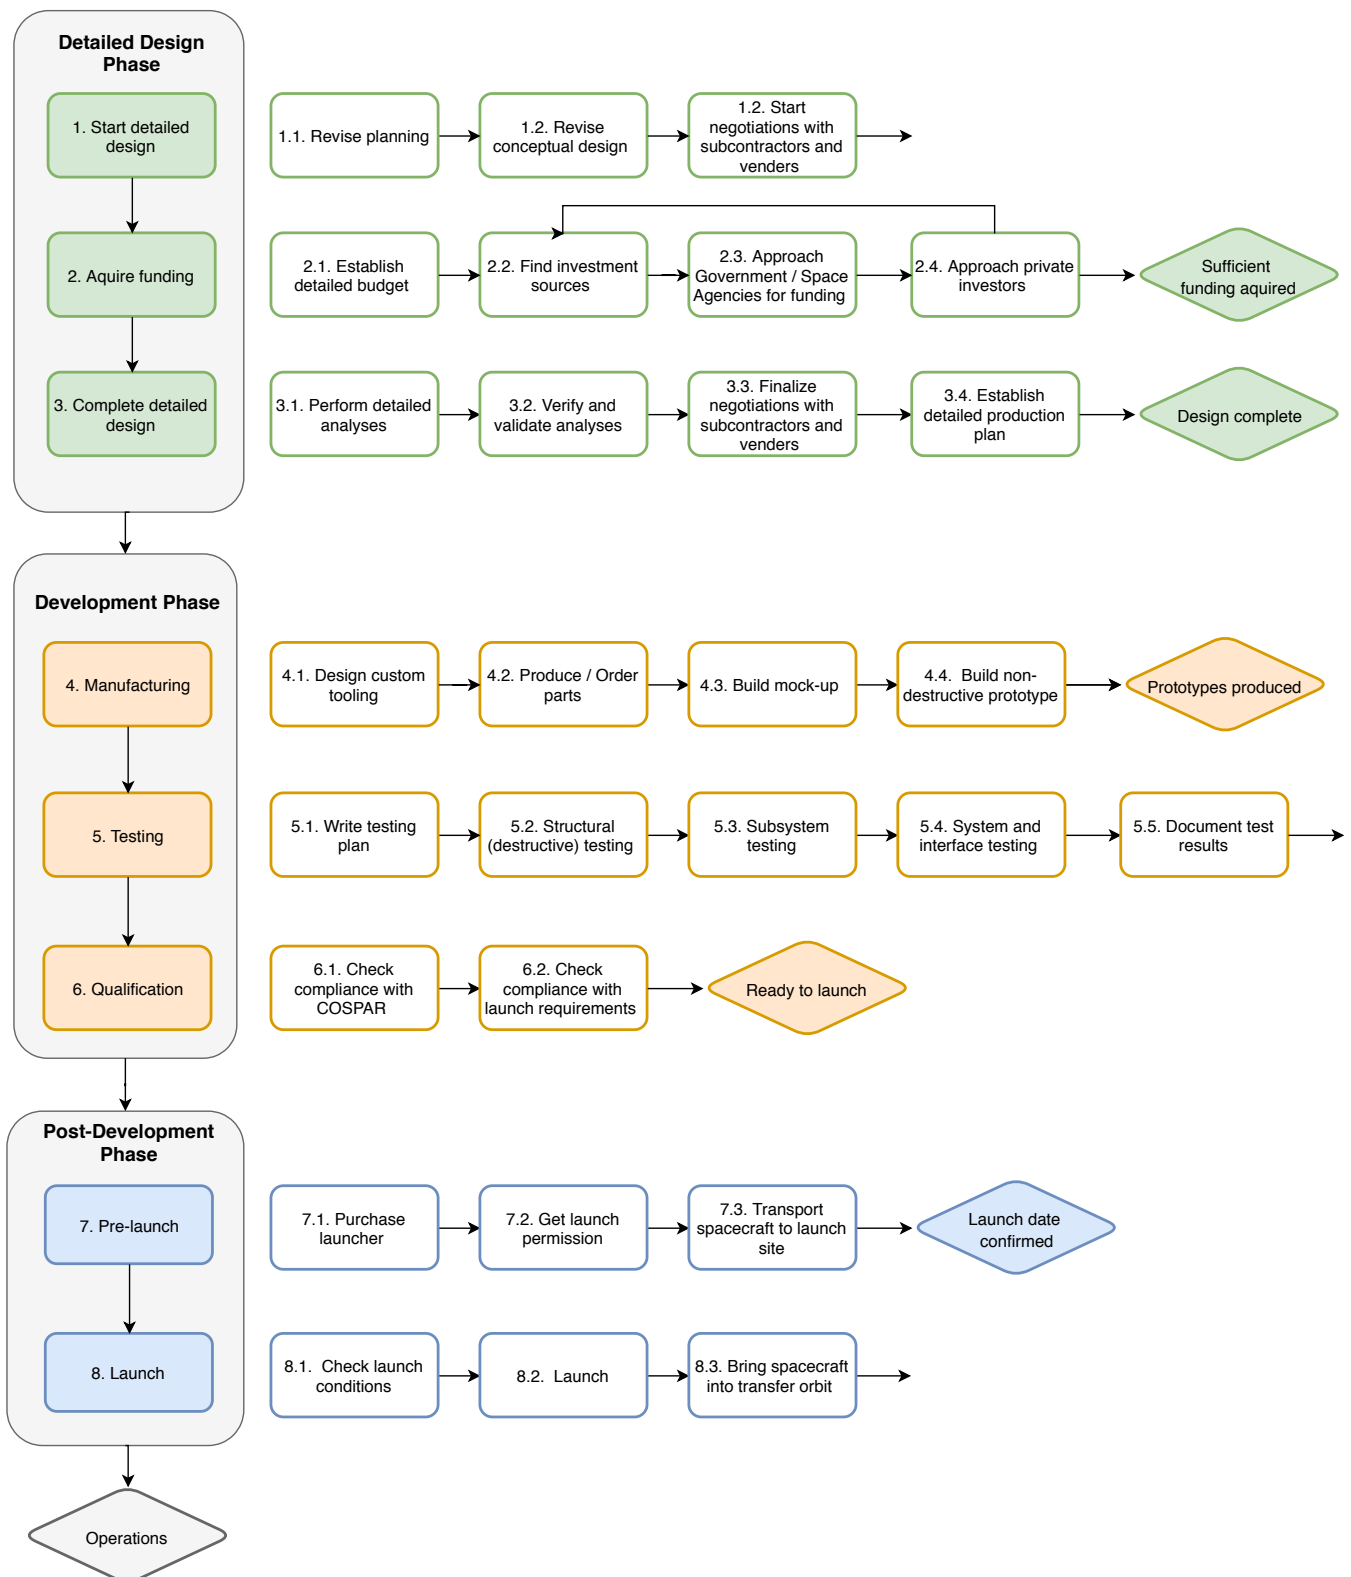 Detailed Design
Phase
1. Start detailed
design
1.1. Revise planning
1.2. Revise
conceptual design
1.2. Start
negotiations with
subcontractors and
venders
2. Aquire funding
2.1. Establish
detailed budget
2.2. Find investment
sources
2.3. Approach
Government / Space
Agencies for funding
2.4. Approach private
investors
Sufficient
funding aquired
3. Complete detailed
design
3.1. Perform detailed
analyses
3.2. Verify and
validate analyses
3.3. Finalize
negotiations with
subcontractors and
venders
3.4. Establish
detailed production
plan
Design complete
Development Phase
4. Manufacturing
4.1. Design custom
tooling
4.2. Produce / Order
parts
4.3. Build mock-up
4.4. Build non-
destructive prototype
Prototypes produced
5. Testing
5.1. Write testing
plan
5.2. Structural
(destructive) testing
5.3. Subsystem
testing
5.4. System and
interface testing
5.5. Document test
results
6. Qualification
6.1. Check
compliance with
COSPAR
6.2. Check
compliance with
launch requirements
Ready to launch
Post-Development
Phase
7. Pre-launch
7.1. Purchase
launcher
7.2. Get launch
permission
7.3. Transport
spacecraft to launch
site
Launch date
confirmed
8. Launch
8.1. Check launch
conditions
8.2. Launch
8.3. Bring spacecraft
into transfer orbit
Operations